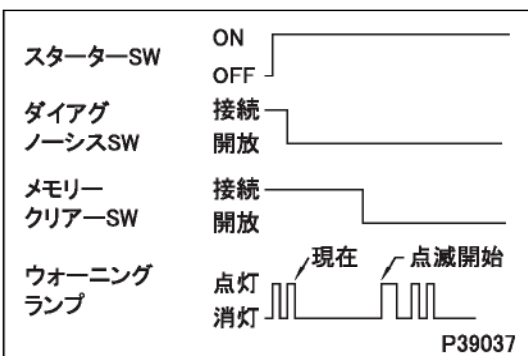 スターターSW
ON
OFF
ダイアグ
ノーシスSW
接続
開放
メモリー
クリアーSW
接続
開放
ウォーニング
ランプ
点灯
消灯
現在
点滅開始
P39037